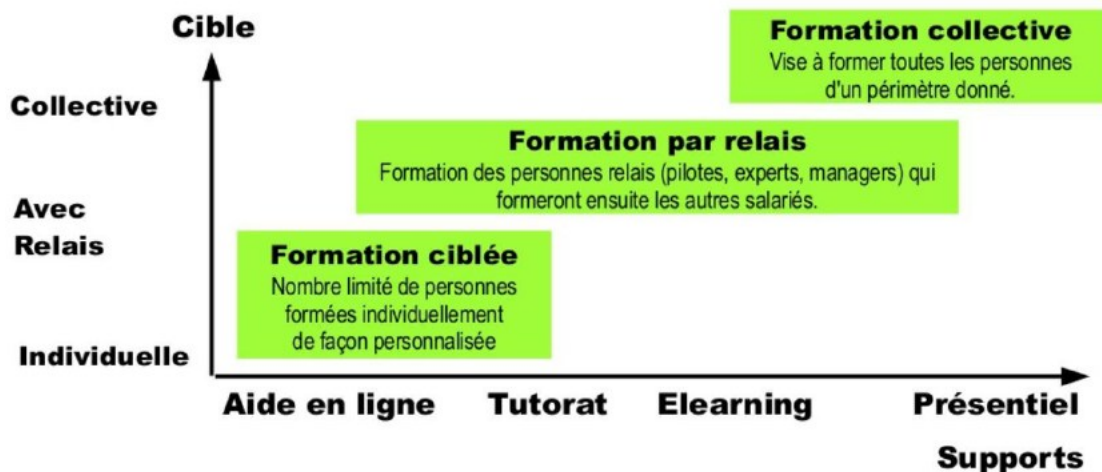 Cible
Formation collective
Vise à former toutes les personnes
d'un périmètre donné.
Collective
Formation par relais
Formation des personnes relais (pilotes, experts, managers) qui
formeront ensuite les autres salariés.
Avec
Relais
Formation ciblée
Nombre limité de personnes
formées individuellement
de façon personnalisée
Individuelle
Aide en ligne Tutorat Elearning Présentiel
Supports